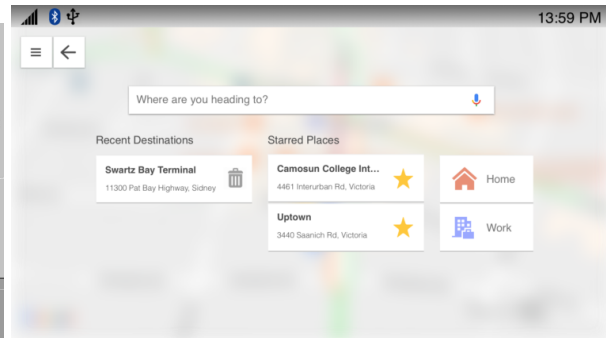 13:59 PM
Where are you heading to?
Recent Destinations
Starred Places
Swartz Bay Terminal
11300 Pat Bay Highway, Sidney
Camosun College Int...
4461 Interurban Rd, Victoria
Home
Uptown
3440 Saanich Rd, Victoria
Work